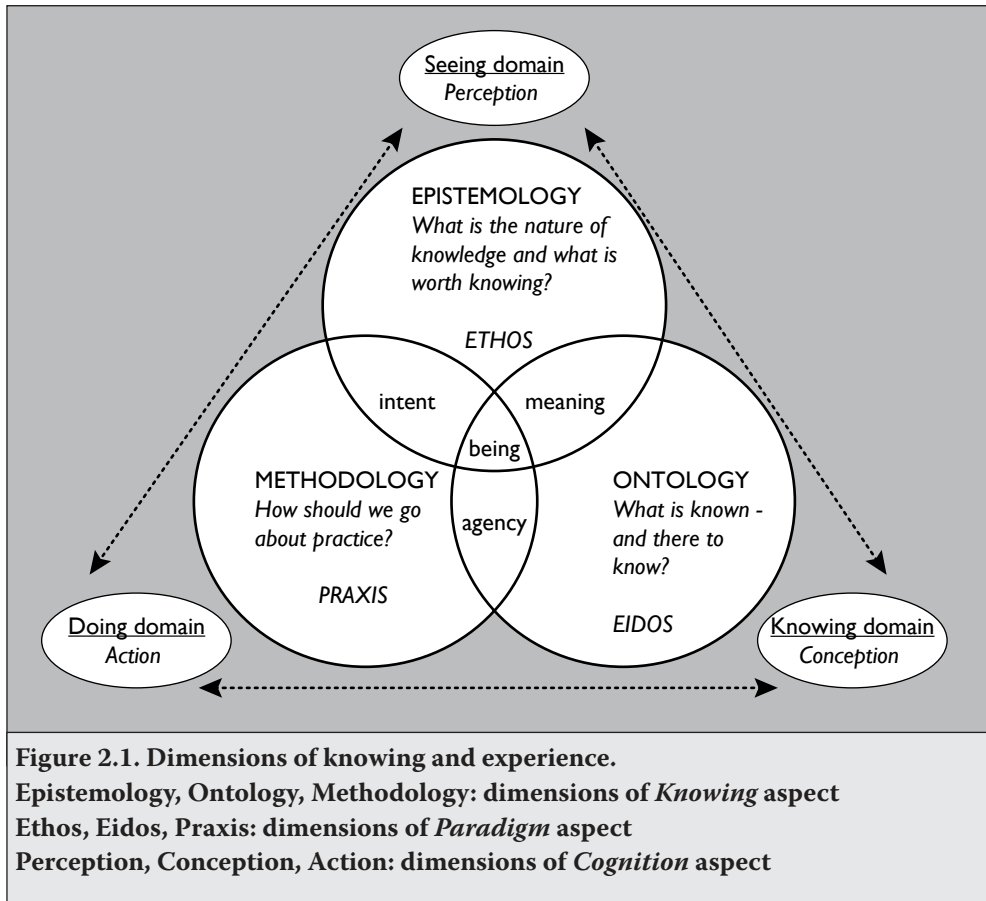 Seeing domain
Perception
EPISTEMOLOGY
What is the nature of
knowledge and what is
worth knowing?
ETHOS
intent
meaning
being
METHODOLOGY
How should we go
about practice?
PRAXIS
agency
ONTOLOGY
What is known -
and there to
know?
EIDOS
Doing domain
Action
Knowing domain
Conception
Figure 2.1. Dimensions of knowing and experience.
Epistemology, Ontology, Methodology: dimensions of Knowing aspect
Ethos, Eidos, Praxis: dimensions of Paradigm aspect
Perception, Conception, Action: dimensions of Cognition aspect